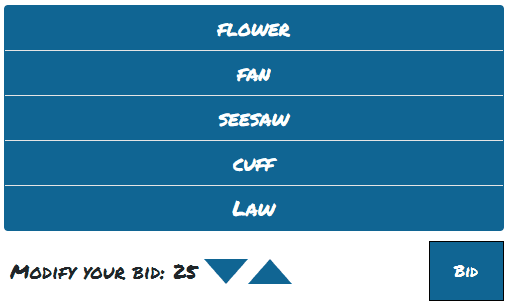 FLOWER
FAN
SEESAW
CUFF
LAW
MODIFY YOUR BID: 25
BID